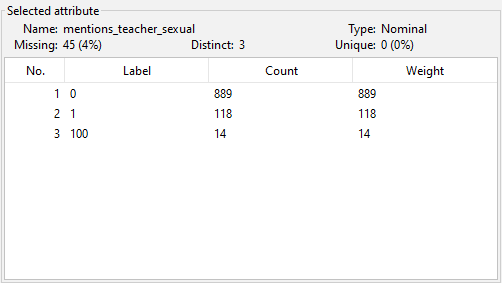 Selected attribute
Name: mentions_teacher_sexual Type: Nominal
Missing: 45 (4%) Distinct: 3 Unique: 0 (0%)
No. Label Count Weight
1 0 889 889
2 1 118 118
3 100 14 14